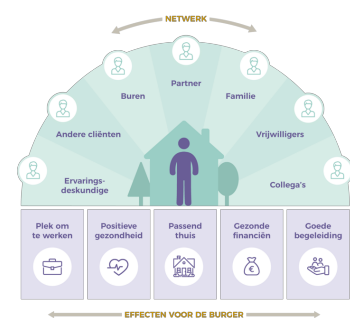 NETWERK
Partner
Buren
Familie
Andere cliënten
Vrijwilligers
Ervarings-
deskundige
Collega's
Plek om
te werken
Positieve
gezondheid
Passend
thuis
Gezonde
financiën
Goede
begeleiding
€
EFFECTEN VOOR DE BURGER